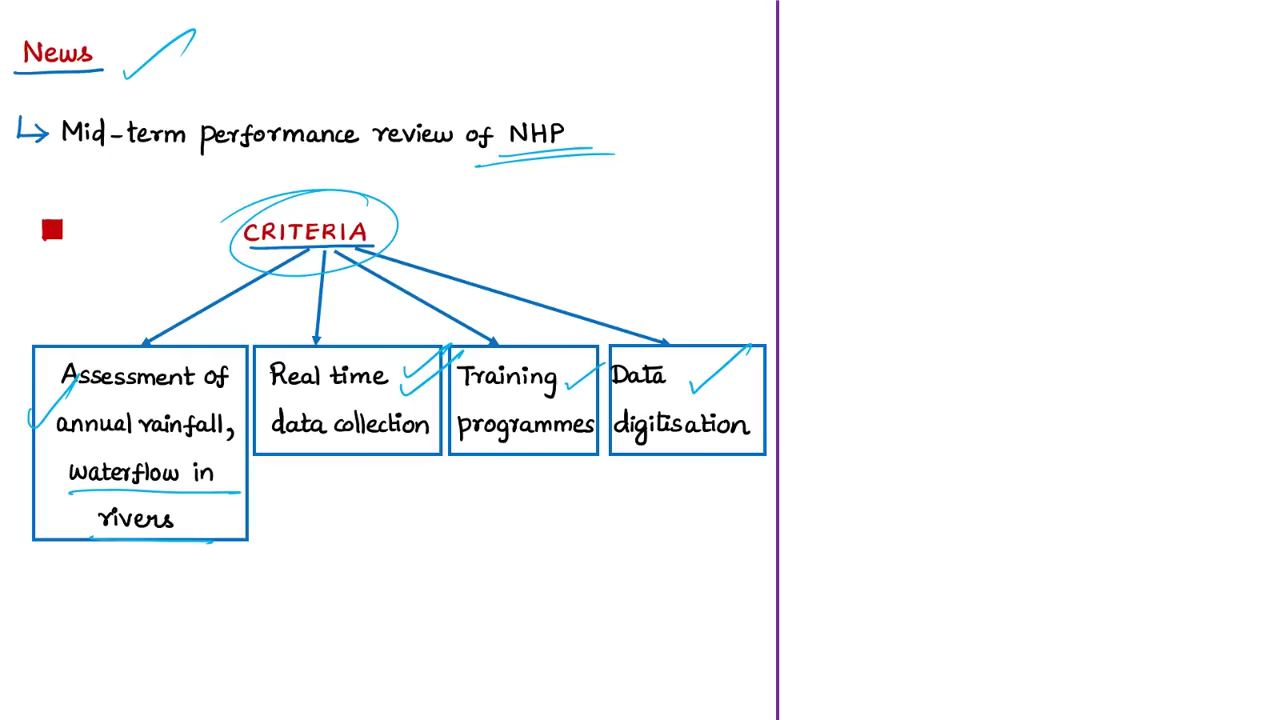 News
Mid-term performance review of NHP
CRITERIA
Assessment of
annual rainfall,
waterflow in
rivers
Real time
data collection
Training
programmes
Data
digitisation